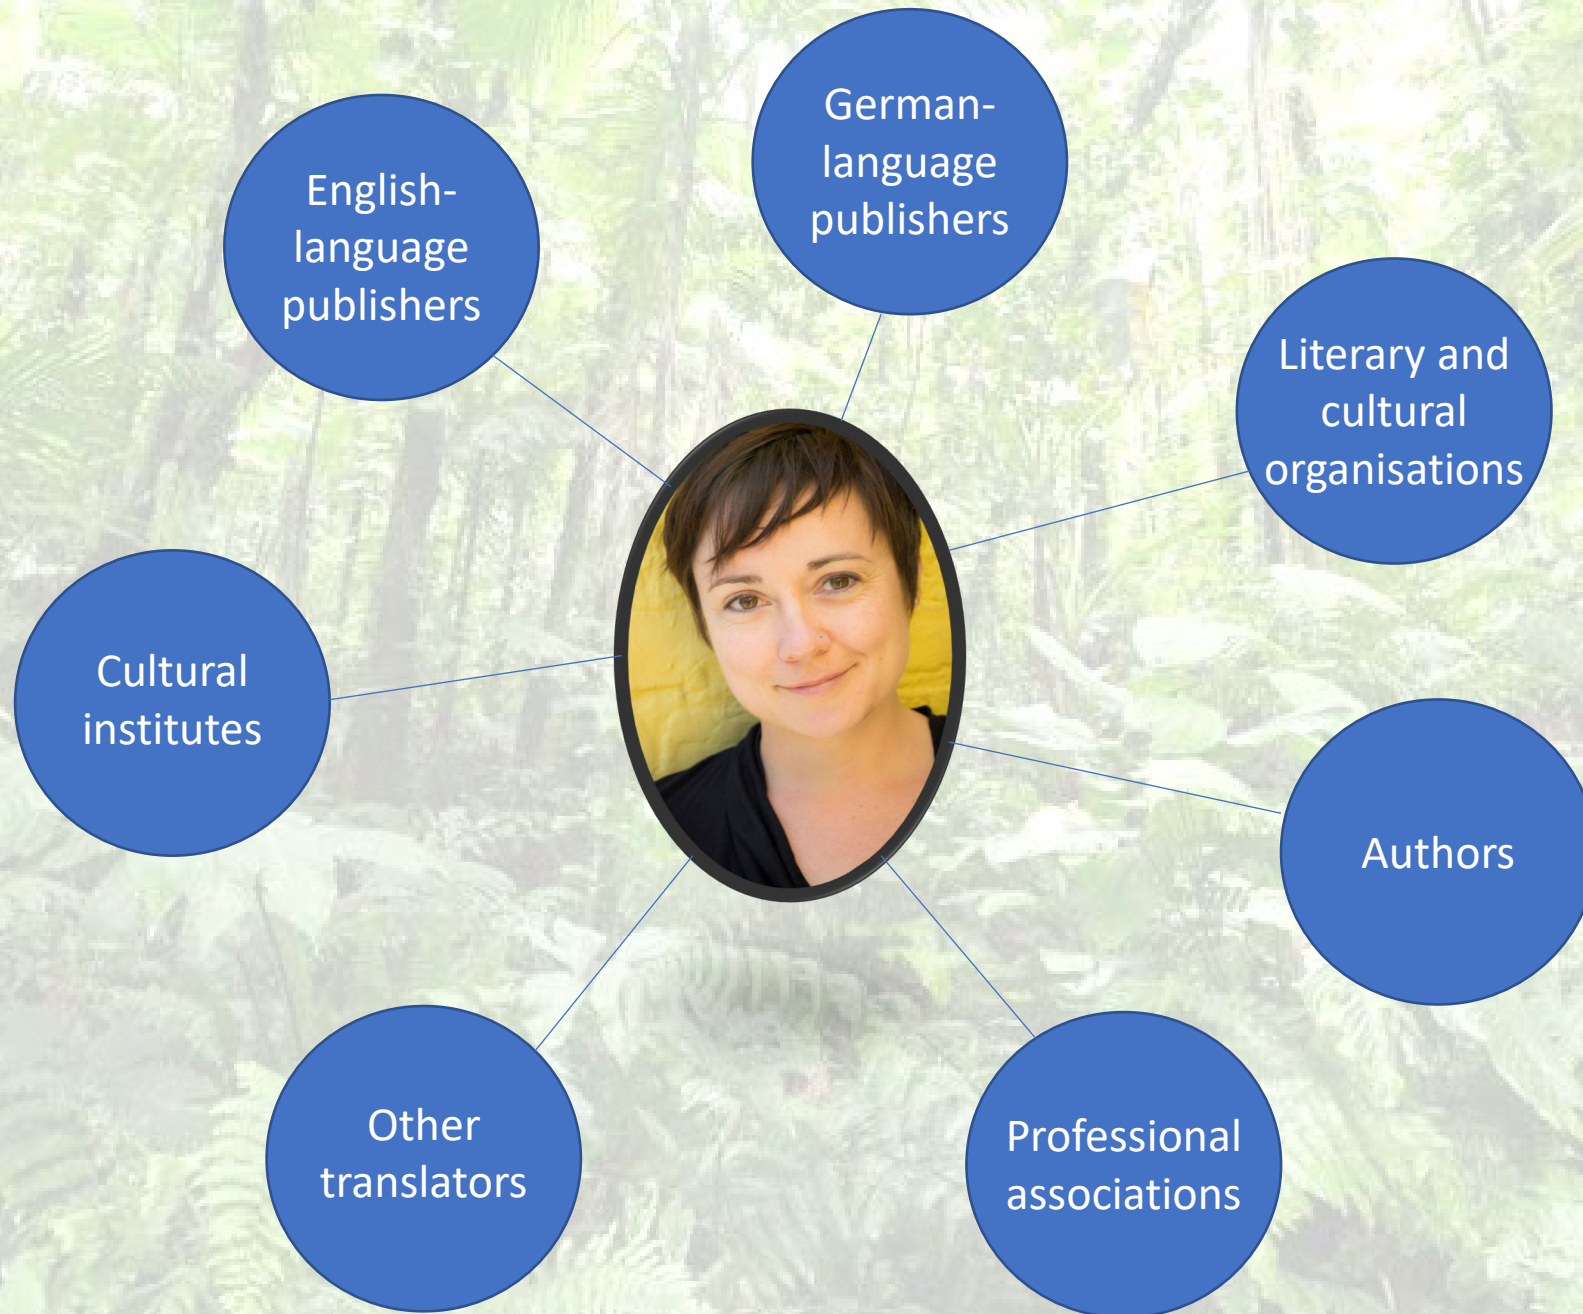 German-
language
publishers
English-
language
publishers
Literary and
cultural
organisations
Cultural
institutes
Authors
Other
translators
Professional
associations